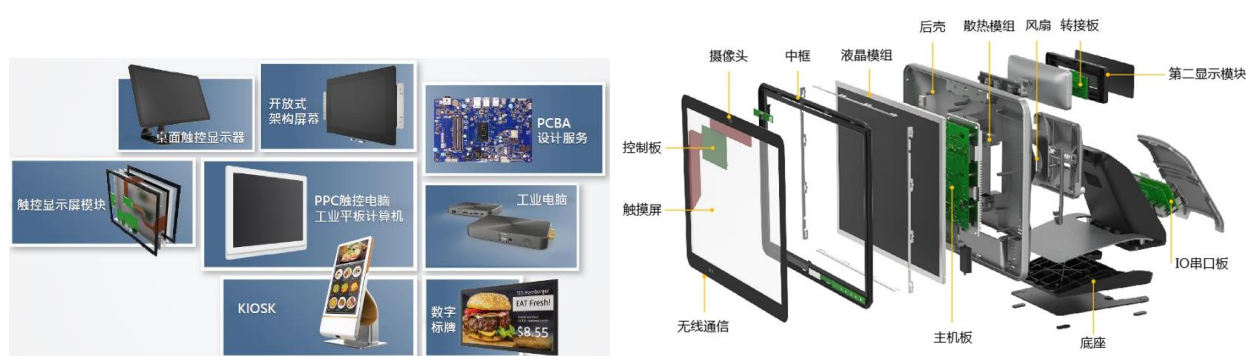 桌面触控显示器
开放式
架构屏幕
PCBA
设计服务
触控显示屏模块
PPC触控电脑
工业平板计算机
工业电脑
KIOSK
数字
标牌
EAT Fresh!
$8.55
后壳
散热模组
风扇
转接板
摄像头
中框
液晶模组
第二显示模块
控制板
触摸屏
IO串口板
无线通信
主机板
底座